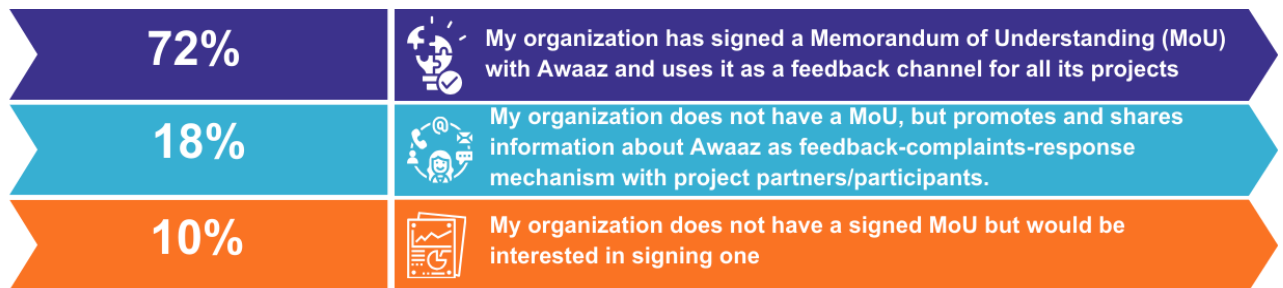 72%
My organization has signed a Memorandum of Understanding (MoU)
with Awaaz and uses it as a feedback channel for all its projects
18%
My organization does not have a MoU, but promotes and shares
information about Awaaz as feedback-complaints-response
mechanism with project partners/participants.
10%
My organization does not have a signed MoU but would be
interested in signing one